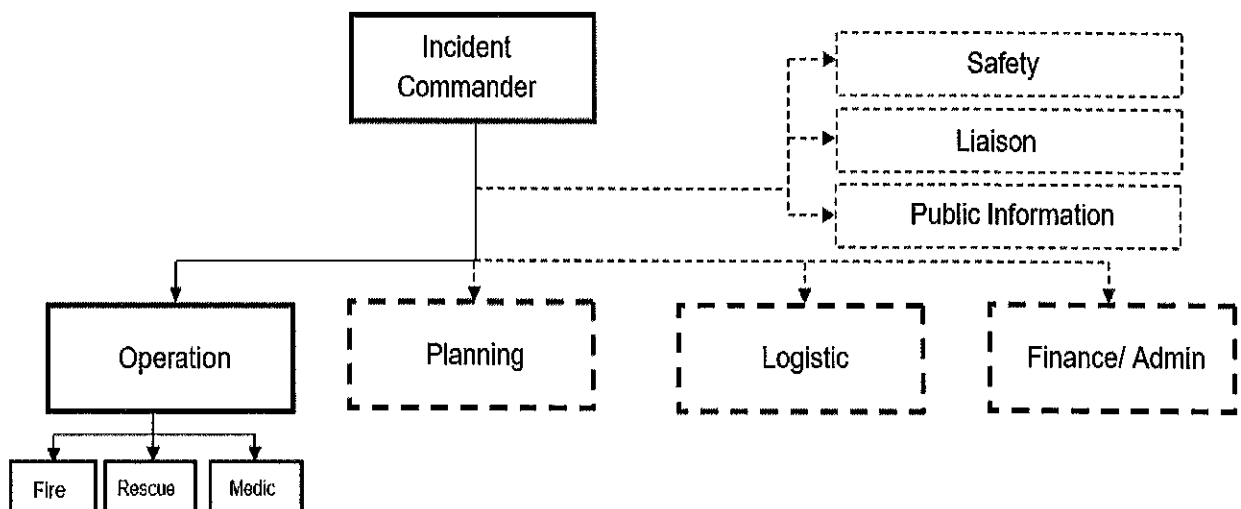 Incident
Commander
Safety
Liaison
Public Information
Operation
Planning
Logistic
Finance/ Admin
Fire
Rescue
Medic